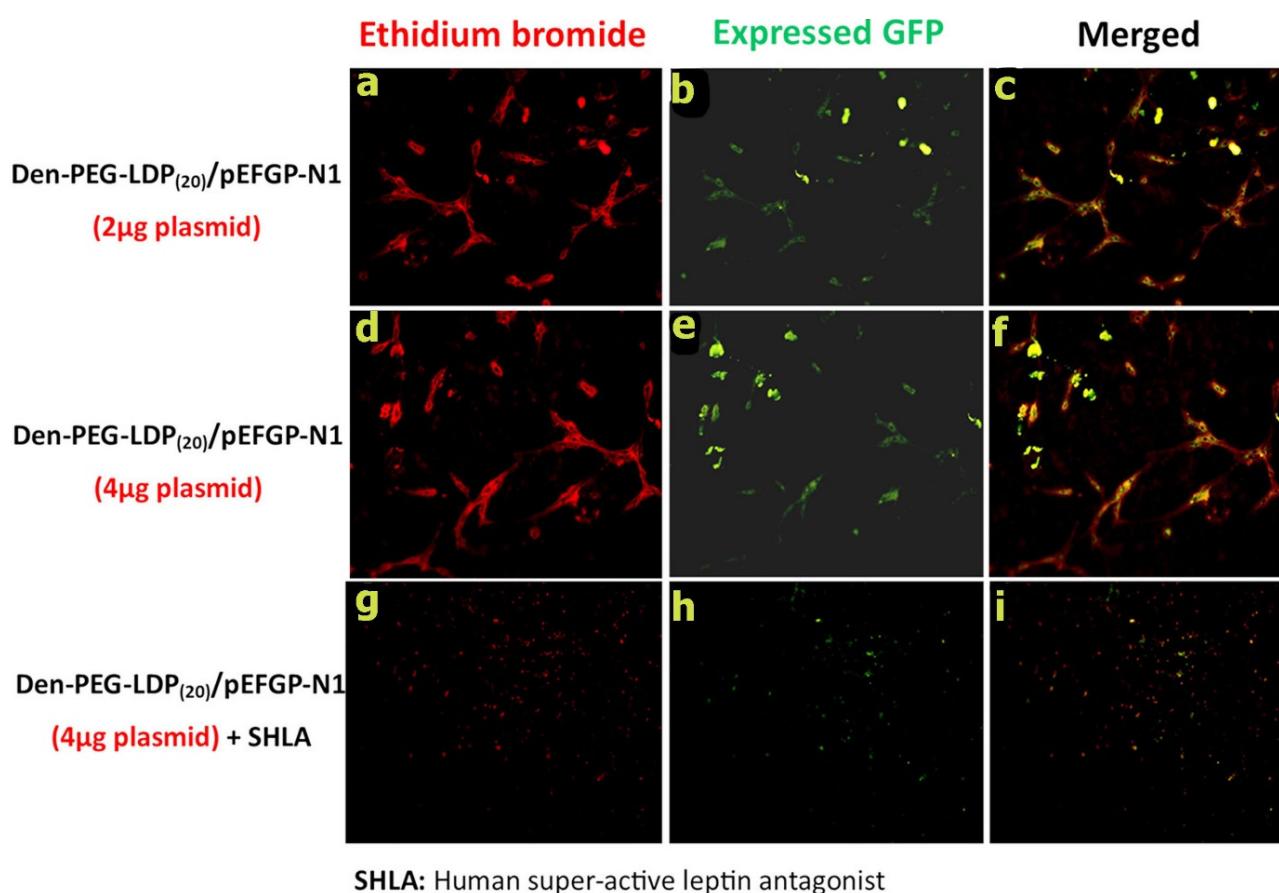 Ethidium bromide Expressed GFP Merged
a b c
Den-PEG-LDP(20)/pEFGP-N1
(2µg plasmid)
d e f
Den-PEG-LDP(20)/pEFGP-N1
(4µg plasmid)
g h i
Den-PEG-LDP(20)/pEFGP-N1
(4µg plasmid) + SHLA
SHLA: Human super-active leptin antagonist